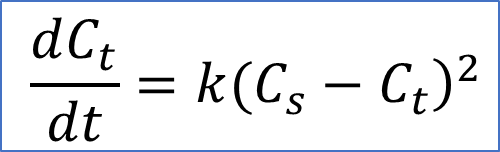 dC_t/dt = k(C_s − C_t)^2